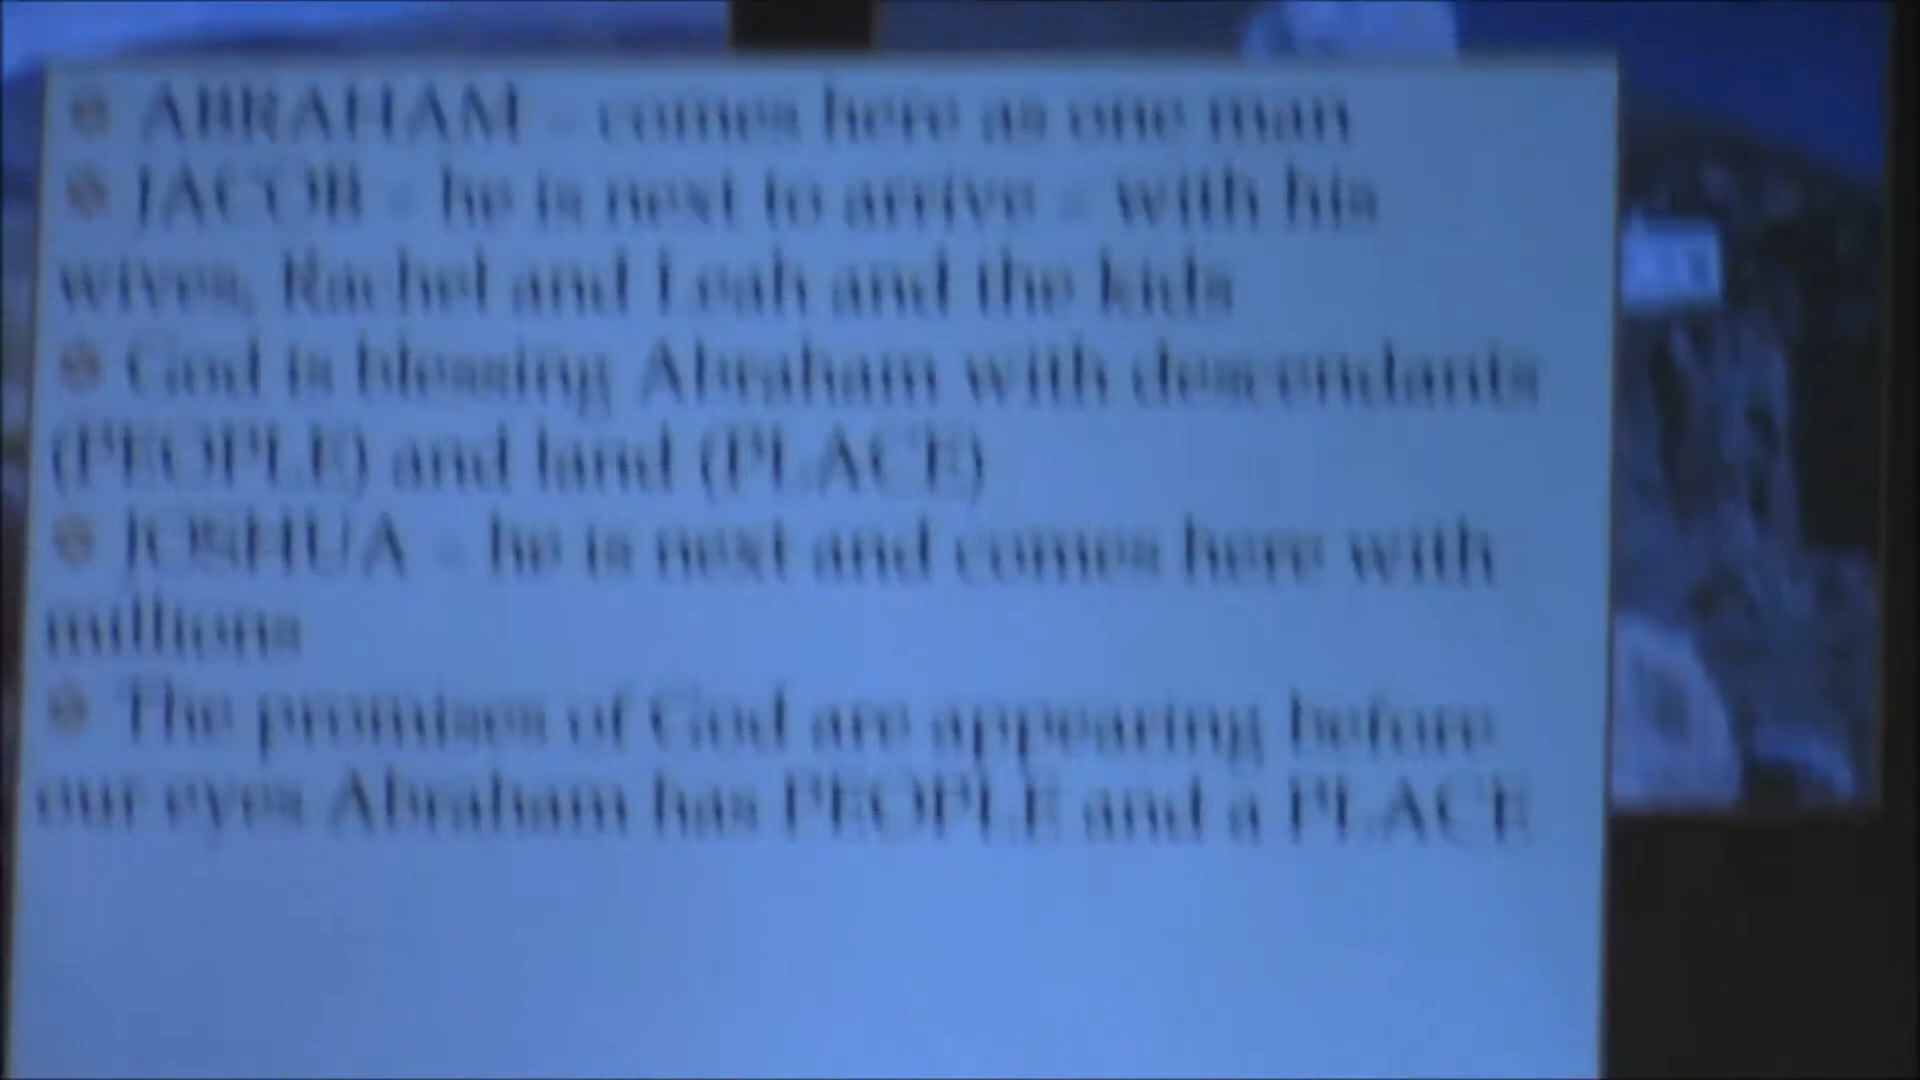 ABRAHAM – comes here as one man
JACOB – he is next to arrive – with his
wives, Rachel and Leah and the kids
God is blessing Abraham with descendants
(PEOPLE) and land (PLACE)
JOSHUA – he is next and comes here with
millions
The promises of God are appearing before
our eyes Abraham has PEOPLE and a PLACE